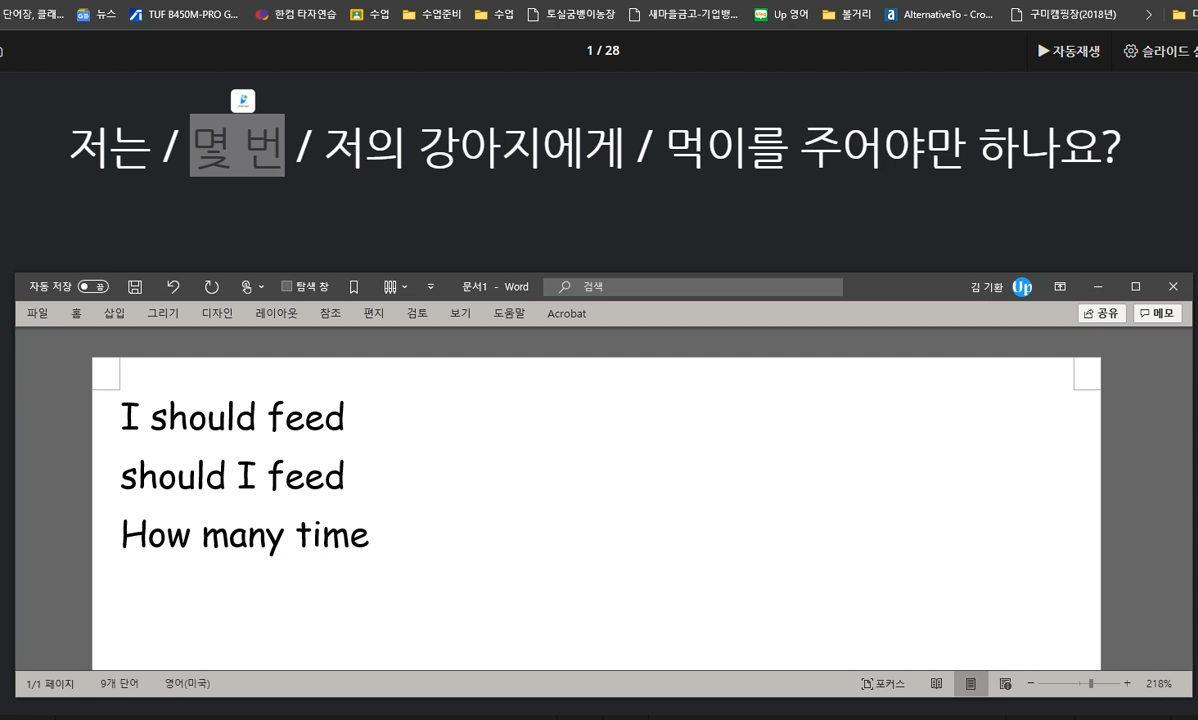 단어장, 클래... 뉴스 TUF B450M-PRO G... 한컴 타자연습 수업 수업준비 수업 토실굼벵이농장 새마을금고-기업뱅... Up 영어 볼거리 AlternativeTo - Cro... 구미캠핑장(2018년)
1 / 28 자동재생 슬라이드
저는 / 몇 번 / 저의 강아지에게 / 먹이를 주어야만 하나요?
자동 저장 끔 탐색 창 문서1 - Word 검색 김 기환 Up
파일 홈 삽입 그리기 디자인 레이아웃 참조 편지 검토 보기 도움말 Acrobat 공유 메모
I should feed
should I feed
How many time
1/1 페이지 9개 단어 영어(미국) 포커스 218%